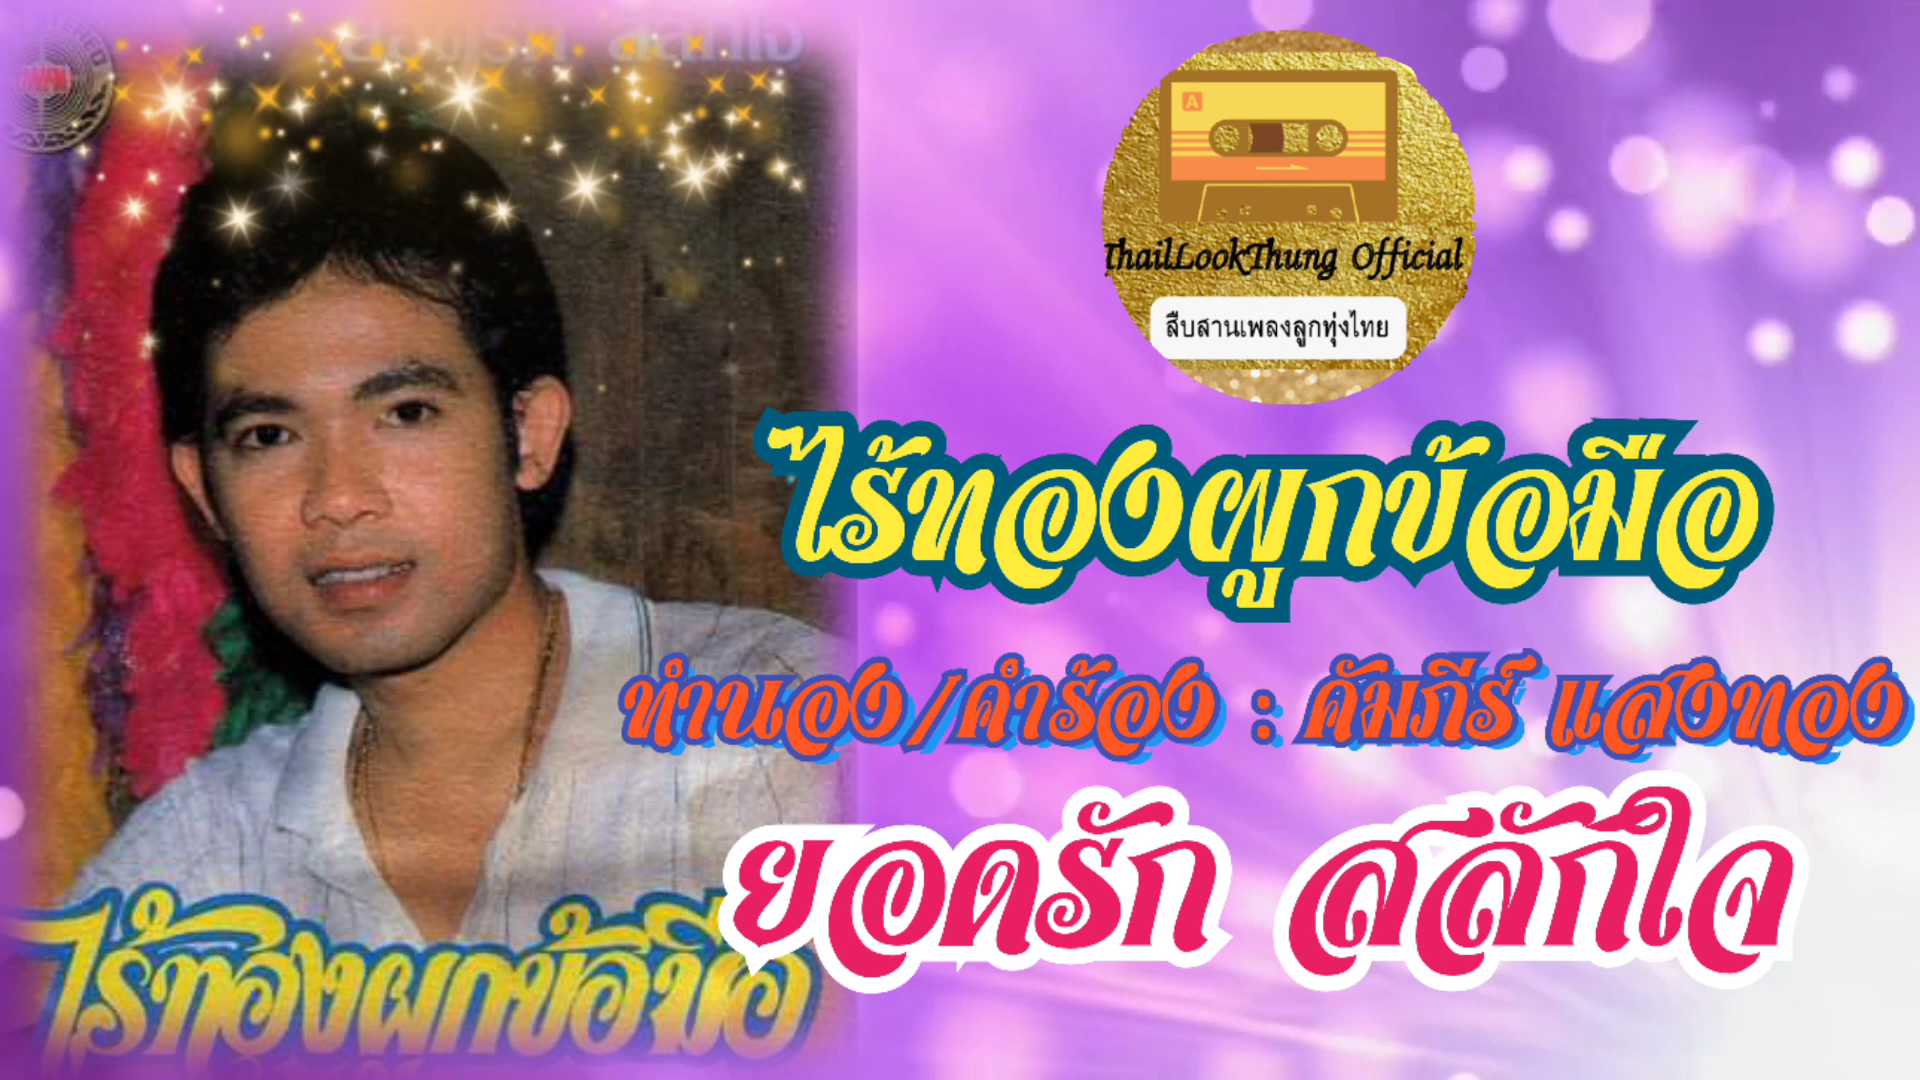 A
ThailLookThung Official
สืบสานเพลงลูกทุ่งไทย
ไร้ทองผูกข้อมือ
ทำนอง/คำร้อง : คัมภีร์ แสงทอง
ยอดรัก สลักใจ
ไร้ทองผูกข้อมือ